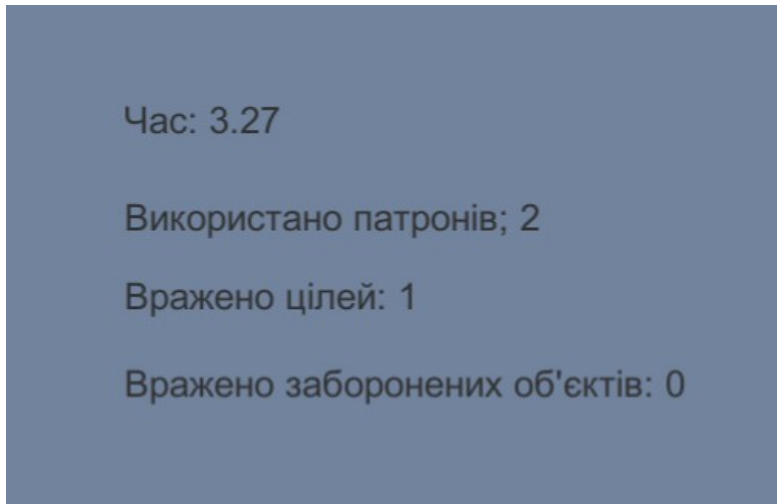 Час: 3.27
Використано патронів; 2
Вражено цілей: 1
Вражено заборонених об'єктів: 0